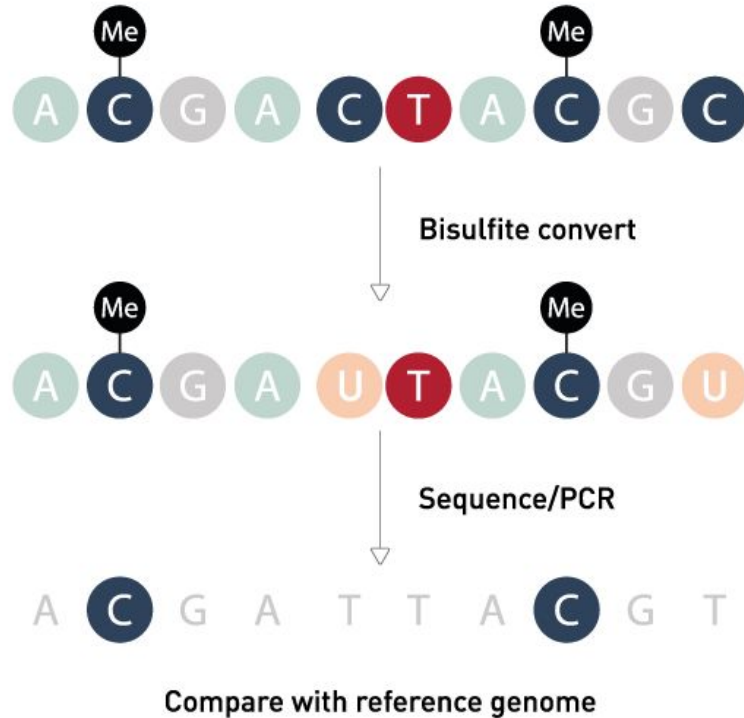 Me Me
A C G A C T A C G C
Bisulfite convert
Me Me
A C G A U T A C G U
Sequence/PCR
A C G A T T A C G T
Compare with reference genome